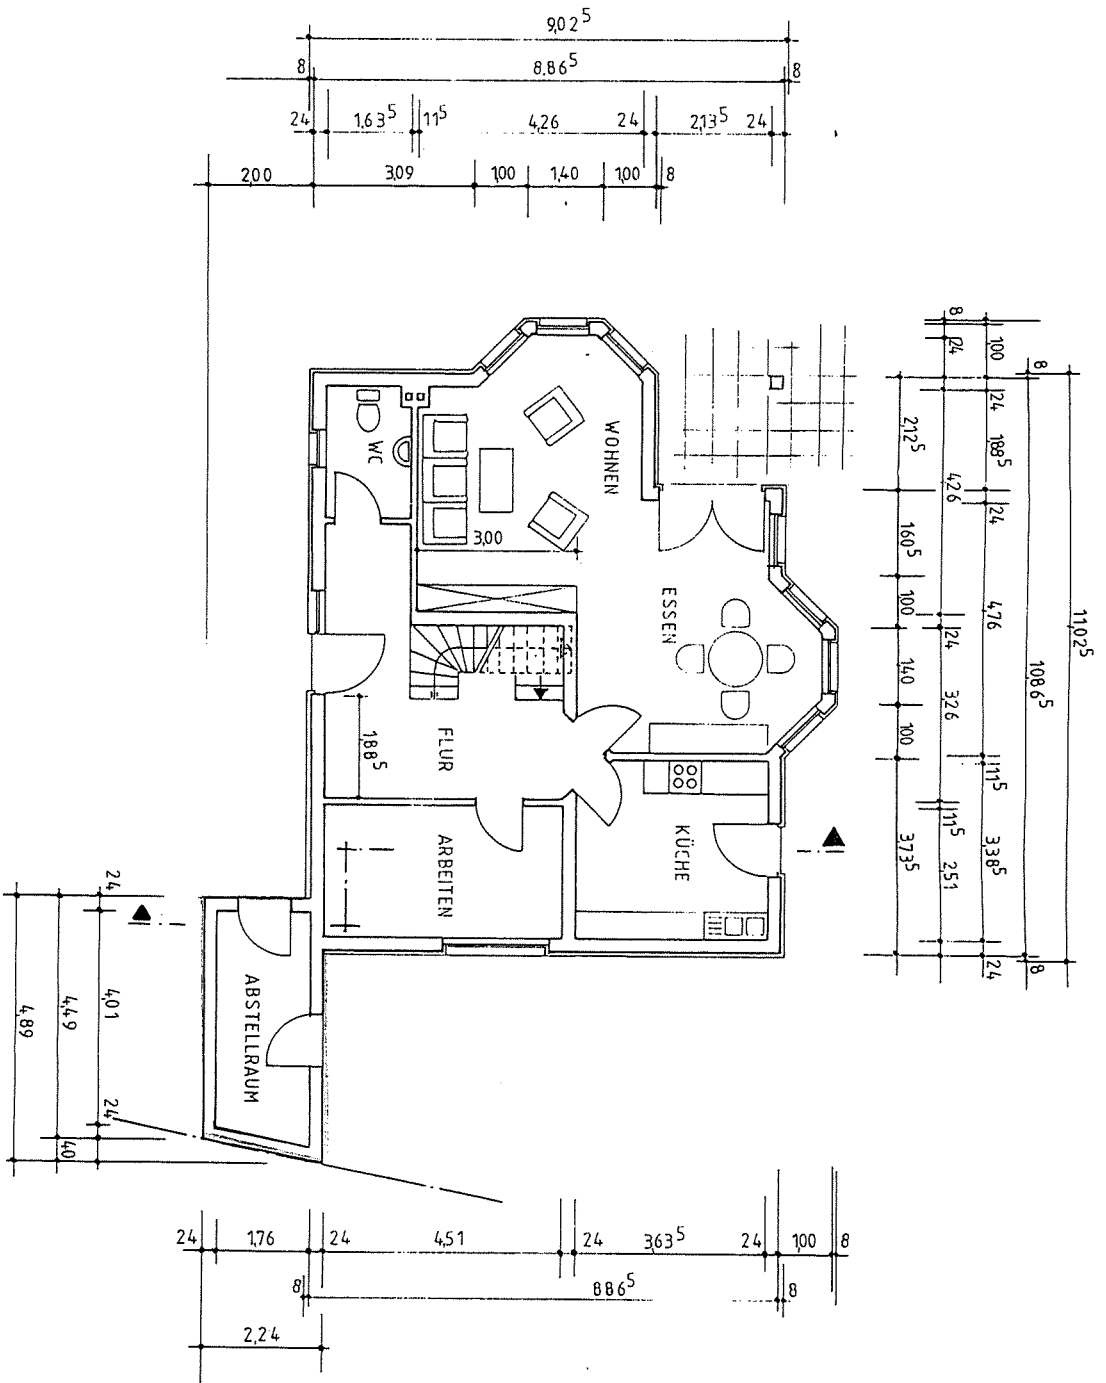 9,02⁵
8 8,86⁵ 8
24 1,63⁵ 11⁵ 4,26 24 2,13⁵ 24
2,00 3,09 1,00 1,40 1,00 8
WC
WOHNEN
3,00
ESSEN
FLUR
1,88⁵
KÜCHE
ARBEITEN
ABSTELLRAUM
2,12⁵ 1,60⁵ 1,00 1,40 1,00 3,73⁵
8 24 4,26 24 3,26 11⁵ 2,51
1,00 24 1,88⁵ 24 4,76 11⁵ 3,38⁵ 24
8 10,86⁵ 8
11,02⁵
24 4,01 24 40
4,49
4,89
24 1,76 24 4,51 24 3,63⁵ 24 1,00 8
8 8,86⁵ 8
2,24